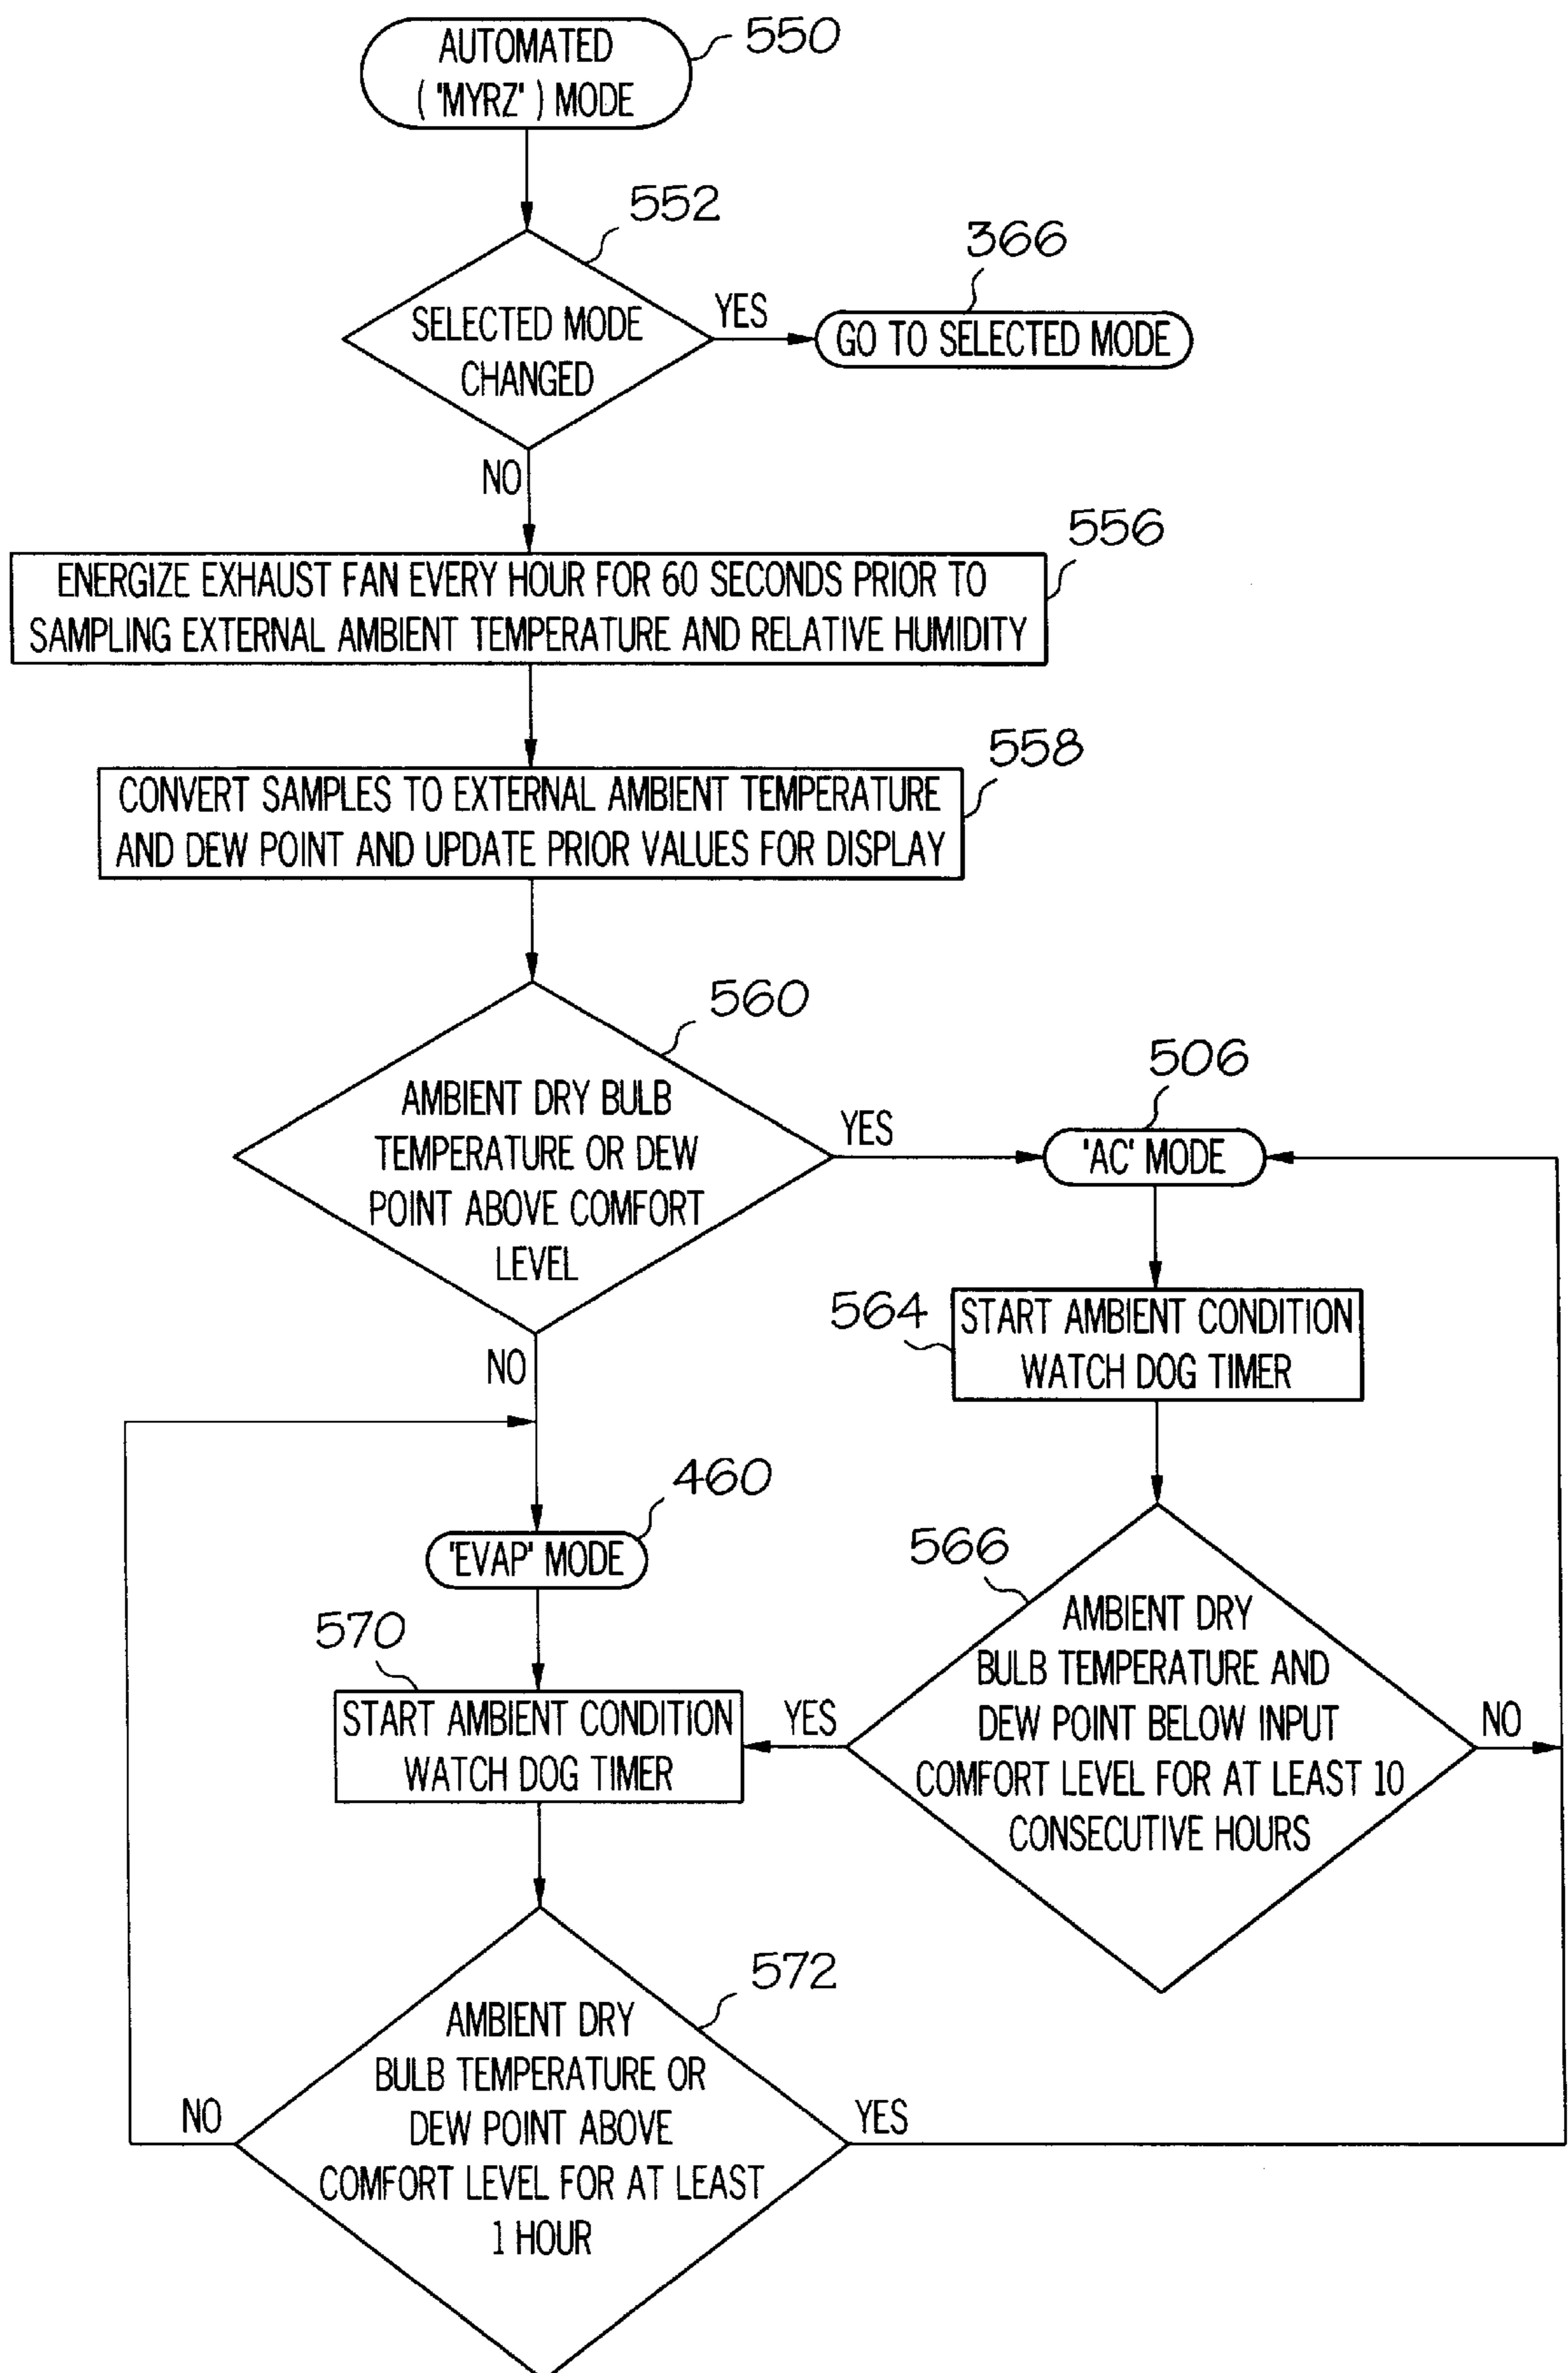 AUTOMATED
( 'MYRZ' ) MODE
550
552
SELECTED MODE
CHANGED
YES
366
GO TO SELECTED MODE
NO
556
ENERGIZE EXHAUST FAN EVERY HOUR FOR 60 SECONDS PRIOR TO
SAMPLING EXTERNAL AMBIENT TEMPERATURE AND RELATIVE HUMIDITY
558
CONVERT SAMPLES TO EXTERNAL AMBIENT TEMPERATURE
AND DEW POINT AND UPDATE PRIOR VALUES FOR DISPLAY
560
AMBIENT DRY BULB
TEMPERATURE OR DEW
POINT ABOVE COMFORT
LEVEL
YES
506
'AC' MODE
564
START AMBIENT CONDITION
WATCH DOG TIMER
NO
460
'EVAP' MODE
566
AMBIENT DRY
BULB TEMPERATURE AND
DEW POINT BELOW INPUT
COMFORT LEVEL FOR AT LEAST 10
CONSECUTIVE HOURS
YES
NO
570
START AMBIENT CONDITION
WATCH DOG TIMER
572
AMBIENT DRY
BULB TEMPERATURE OR
DEW POINT ABOVE
COMFORT LEVEL FOR AT LEAST
1 HOUR
NO
YES